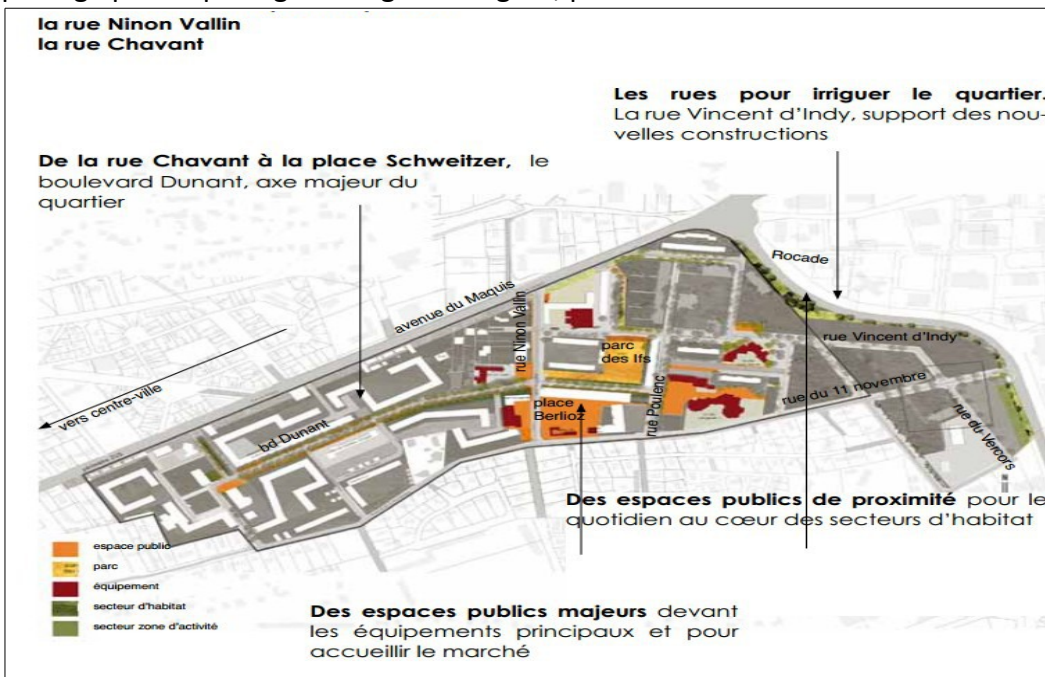 la rue Ninon Vallin
la rue Chavant
Les rues pour irriguer le quartier.
La rue Vincent d'Indy, support des nou-
velles constructions
De la rue Chavant à la place Schweitzer, le
boulevard Dunant, axe majeur du
quartier
Rocade
avenue du Maquis
rue Ninon Vallin
parc
des Ifs
rue Vincent d'Indy
vers centre-ville
rue Poulenc
rue du 11 novembre
place
Berlioz
bd Dunant
rue du Vercors
Des espaces publics de proximité pour le
quotidien au cœur des secteurs d'habitat
espace public
parc
équipement
secteur d'habitat
secteur zone d'activité
Des espaces publics majeurs devant
les équipements principaux et pour
accueillir le marché